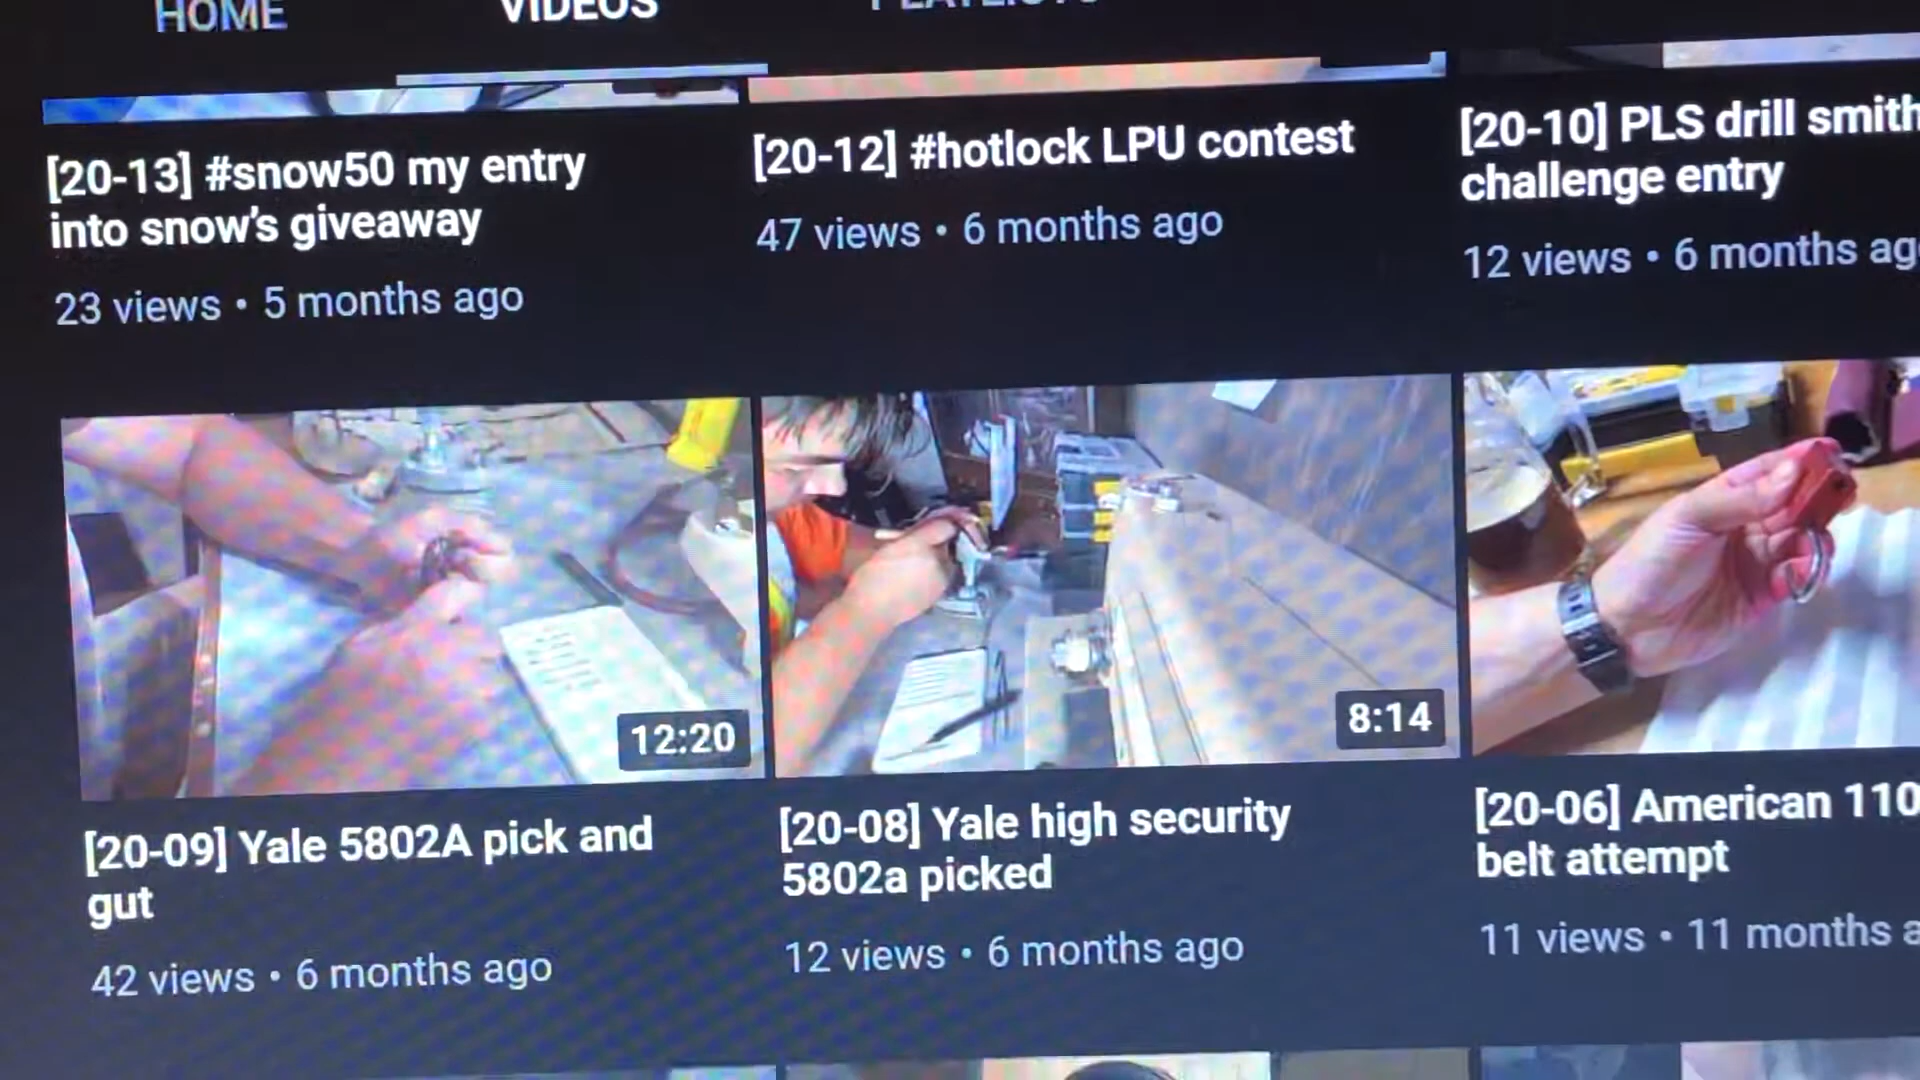 HOME
VIDEOS
PLAYLISTS
[20-13] #snow50 my entry
into snow's giveaway
23 views • 5 months ago
[20-12] #hotlock LPU contest
47 views • 6 months ago
[20-10] PLS drill smith
challenge entry
12 views • 6 months ag
12:20
8:14
[20-09] Yale 5802A pick and
gut
42 views • 6 months ago
[20-08] Yale high security
5802a picked
12 views • 6 months ago
[20-06] American 110
belt attempt
11 views • 11 months a